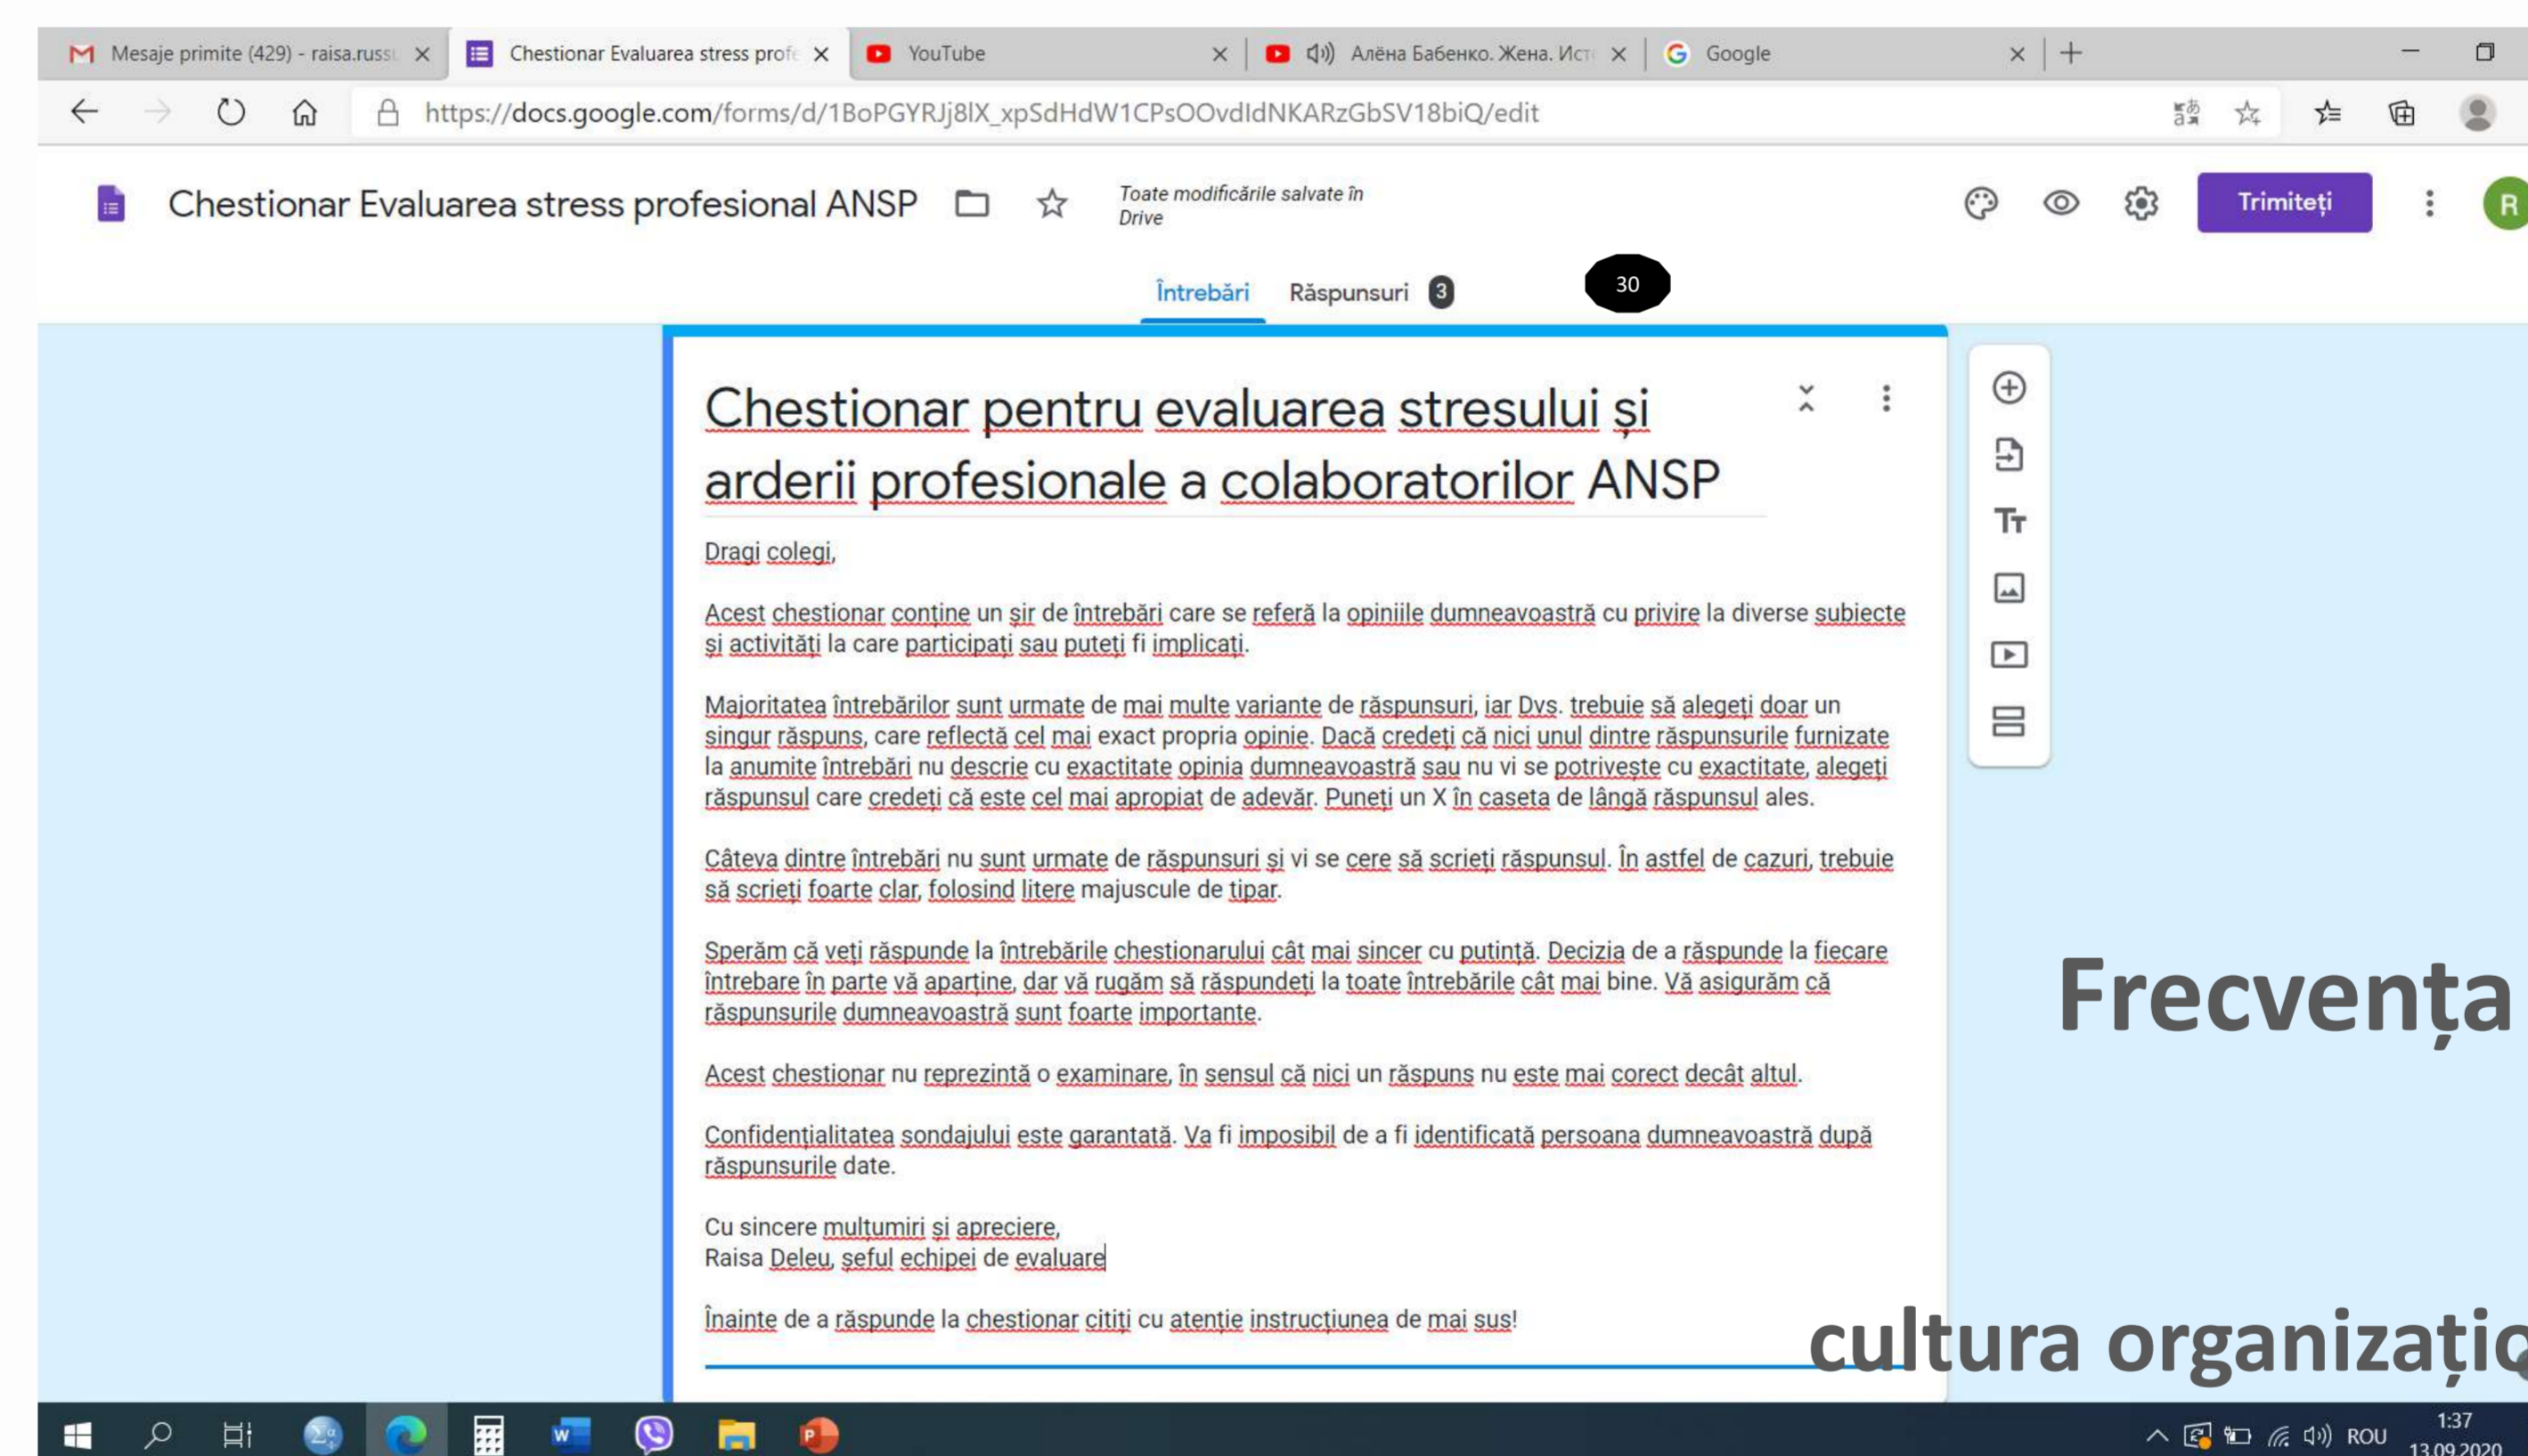 Mesaje primite (429) - raisa.russu
Chestionar Evaluarea stress profe
YouTube
Алёна Бабенко. Жена. Исто
Google
https://docs.google.com/forms/d/1BoPGYRJj8lX_xpSdHdW1CPsOOvdIdNKARzGbSV18biQ/edit
Chestionar Evaluarea stress profesional ANSP
Toate modificările salvate în
Drive
Trimiteți
R
Întrebări
Răspunsuri 3
30
Chestionar pentru evaluarea stresului și
arderii profesionale a colaboratorilor ANSP
Dragi colegi,
Acest chestionar conține un șir de întrebări care se referă la opiniile dumneavoastră cu privire la diverse subiecte
și activități la care participați sau puteți fi implicați.
Majoritatea întrebărilor sunt urmate de mai multe variante de răspunsuri, iar Dvs. trebuie să alegeți doar un
singur răspuns, care reflectă cel mai exact propria opinie. Dacă credeți că nici unul dintre răspunsurile furnizate
la anumite întrebări nu descrie cu exactitate opinia dumneavoastră sau nu vi se potrivește cu exactitate, alegeți
răspunsul care credeți că este cel mai apropiat de adevăr. Puneți un X în caseta de lângă răspunsul ales.
Câteva dintre întrebări nu sunt urmate de răspunsuri și vi se cere să scrieți răspunsul. În astfel de cazuri, trebuie
să scrieți foarte clar, folosind litere majuscule de tipar.
Sperăm că veți răspunde la întrebările chestionarului cât mai sincer cu putință. Decizia de a răspunde la fiecare
întrebare în parte vă aparține, dar vă rugăm să răspundeți la toate întrebările cât mai bine. Vă asigurăm că
răspunsurile dumneavoastră sunt foarte importante.
Acest chestionar nu reprezintă o examinare, în sensul că nici un răspuns nu este mai corect decât altul.
Confidențialitatea sondajului este garantată. Va fi imposibil de a fi identificată persoana dumneavoastră după
răspunsurile date.
Cu sincere mulțumiri și apreciere,
Raisa Deleu, șeful echipei de evaluare
Înainte de a răspunde la chestionar citiți cu atenție instrucțiunea de mai sus!
Frecvența
cultura organizațio
ROU
1:37
13.09.2020